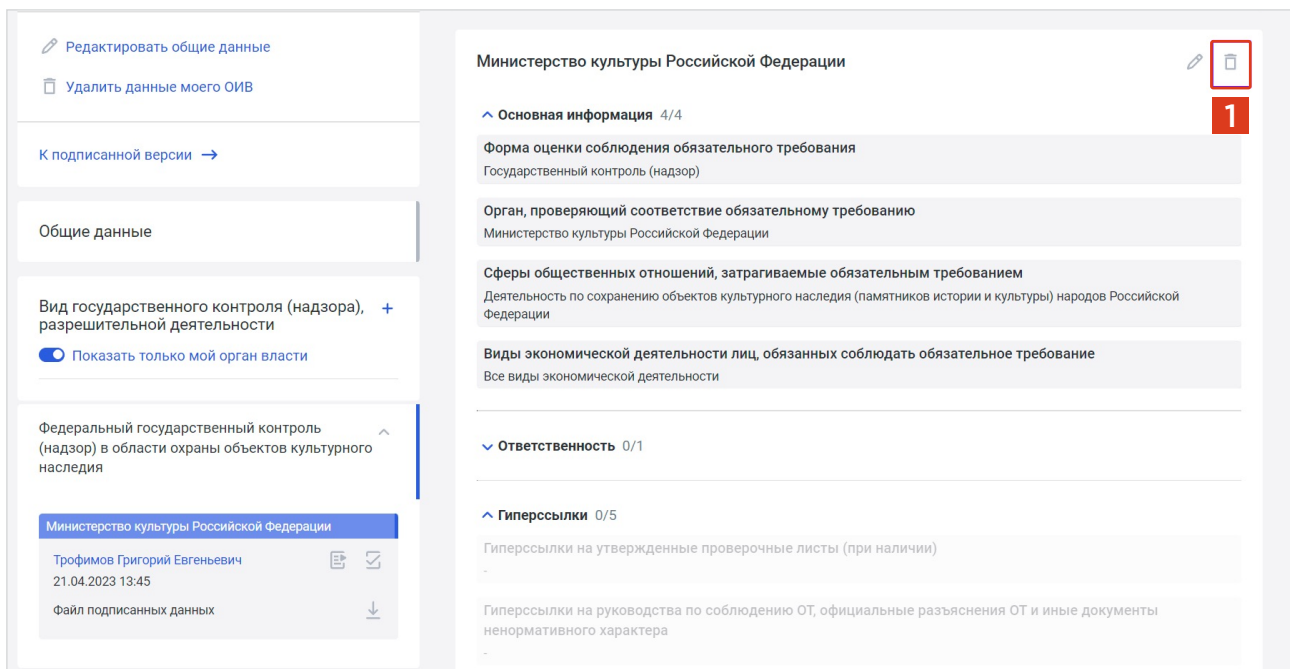 Редактировать общие данные
Удалить данные моего ОИВ
К подписанной версии →
Общие данные
Вид государственного контроля (надзора), +
разрешительной деятельности
Показать только мой орган власти
Федеральный государственный контроль
(надзор) в области охраны объектов культурного
наследия
Министерство культуры Российской Федерации
Трофимов Григорий Евгеньевич
21.04.2023 13:45
Файл подписанных данных
Министерство культуры Российской Федерации
1
Основная информация 4/4
Форма оценки соблюдения обязательного требования
Государственный контроль (надзор)
Орган, проверяющий соответствие обязательному требованию
Министерство культуры Российской Федерации
Сферы общественных отношений, затрагиваемые обязательным требованием
Деятельность по сохранению объектов культурного наследия (памятников истории и культуры) народов Российской
Федерации
Виды экономической деятельности лиц, обязанных соблюдать обязательное требование
Все виды экономической деятельности
Ответственность 0/1
Гиперссылки 0/5
Гиперссылки на утвержденные проверочные листы (при наличии)
-
Гиперссылки на руководства по соблюдению ОТ, официальные разъяснения ОТ и иные документы
ненормативного характера
-